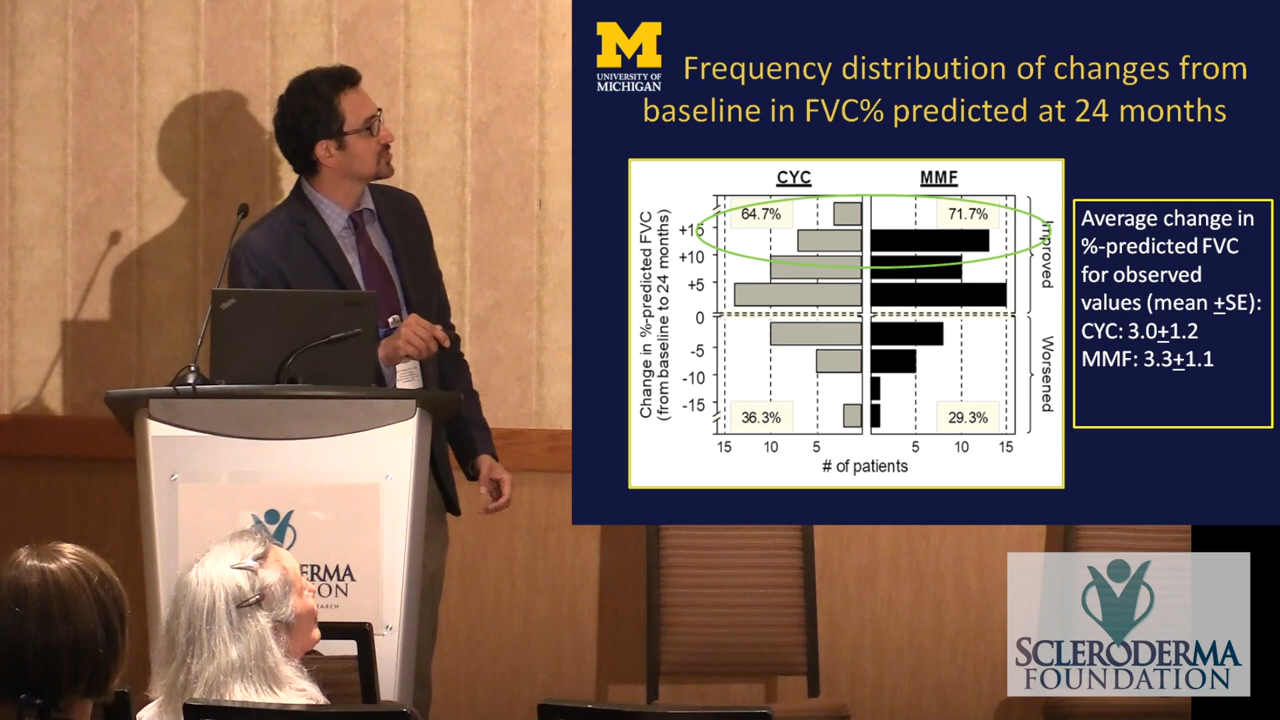 M
UNIVERSITY OF
MICHIGAN
Frequency distribution of changes from
baseline in FVC% predicted at 24 months
CYC
MMF
64.7%
71.7%
36.3%
29.3%
Change in %-predicted FVC
(from baseline to 24 months)
+15
+10
+5
0
-5
-10
-15
15 10 5 5 10 15
# of patients
Improved
Worsened
Average change in
%-predicted FVC
for observed
values (mean +SE):
CYC: 3.0+1.2
MMF: 3.3+1.1
ERMA
ON
EARCH
SCLERODERMA
FOUNDATION